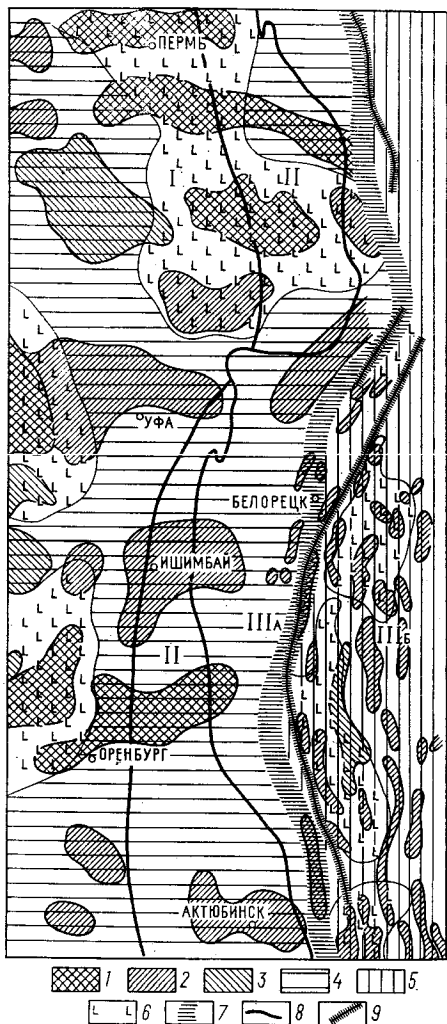 ПЕРМЬ
I II
УФА
БЕЛОРЕЦК
ИШИМБАЙ
IIIА IIIБ
II
ОРЕНБУРГ
АКТЮБИНСК
1 2 3 4 5
6 7 8 9